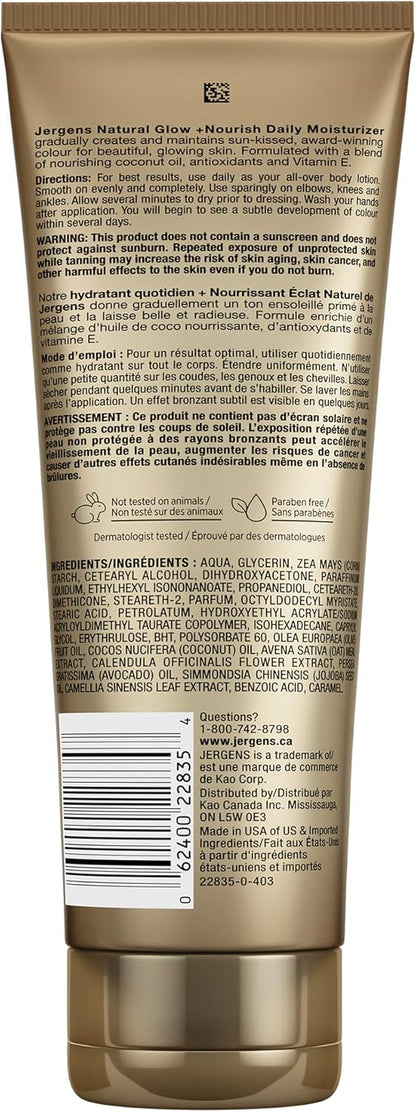 Jergens Natural Glow +Nourish Daily Moisturizer
gradually creates and maintains sun-kissed, award-winning
colour for beautiful, glowing skin. Formulated with a blend
of nourishing coconut oil, antioxidants and Vitamin E.
Directions: For best results, use daily as your all-over body lotion.
Smooth on evenly and completely. Use sparingly on elbows, knees and
ankles. Allow several minutes to dry prior to dressing. Wash your hands
after application. You will begin to see a subtle development of colour
within several days.
WARNING: This product does not contain a sunscreen and does not
protect against sunburn. Repeated exposure of unprotected skin
while tanning may increase the risk of skin aging, skin cancer, and
other harmful effects to the skin even if you do not burn.
Notre hydratant quotidien + Nourrissant Éclat Naturel de
Jergens donne graduellement un ton ensoleillé primé à la
peau et la laisse belle et radieuse. Formule enrichie d'un
mélange d'huile de coco nourrissante, d'antioxydants et de
vitamine E.
Mode d'emploi : Pour un résultat optimal, utiliser quotidiennement
comme hydratant sur tout le corps. Étendre uniformément. N'utiliser
qu'une petite quantité sur les coudes, les genoux et les chevilles. Laisser
sécher pendant quelques minutes avant de s'habiller. Se laver les mains
après l'application. Un effet bronzant subtil est visible en quelques jours.
AVERTISSEMENT : Ce produit ne contient pas d'écran solaire et ne
protège pas contre les coups de soleil. L'exposition répétée d'une
peau non protégée à des rayons bronzants peut accélérer le
vieillissement de la peau, augmenter les risques de cancer et
causer d'autres effets cutanés indésirables même en l'absence de
brûlures.
Not tested on animals /
Non testé sur des animaux
Paraben free /
Sans parabènes
Dermatologist tested / Éprouvé par des dermatologues
INGREDIENTS/INGRÉDIENTS : AQUA, GLYCERIN, ZEA MAYS (CORN)
STARCH, CETEARYL ALCOHOL, DIHYDROXYACETONE, PARAFFINUM
LIQUIDUM, ETHYLHEXYL ISONONANOATE, PROPANEDIOL, CETEARETH-20,
DIMETHICONE, STEARETH-2, PARFUM, OCTYLDODECYL MYRISTATE,
STEARIC ACID, PETROLATUM, HYDROXYETHYL ACRYLATE/SODIUM
ACRYLOYLDIMETHYL TAURATE COPOLYMER, ISOHEXADECANE, CAPRYLYL
GLYCOL, ERYTHRULOSE, BHT, POLYSORBATE 60, OLEA EUROPAEA (OLIVE)
FRUIT OIL, COCOS NUCIFERA (COCONUT) OIL, AVENA SATIVA (OAT) MEAL
EXTRACT, CALENDULA OFFICINALIS FLOWER EXTRACT, PERSEA
GRATISSIMA (AVOCADO) OIL, SIMMONDSIA CHINENSIS (JOJOBA) SEED
OIL, CAMELLIA SINENSIS LEAF EXTRACT, BENZOIC ACID, CARAMEL.
0 62400 22835 4
Questions?
1-800-742-8798
www.jergens.ca
JERGENS is a trademark of/
est une marque de commerce
de Kao Corp.
Distributed by/Distribué par
Kao Canada Inc. Mississauga,
ON L5W 0E3
Made in USA of US & Imported
Ingredients/Fait aux États-Unis
à partir d'ingrédients
états-uniens et importés
22835-0-403